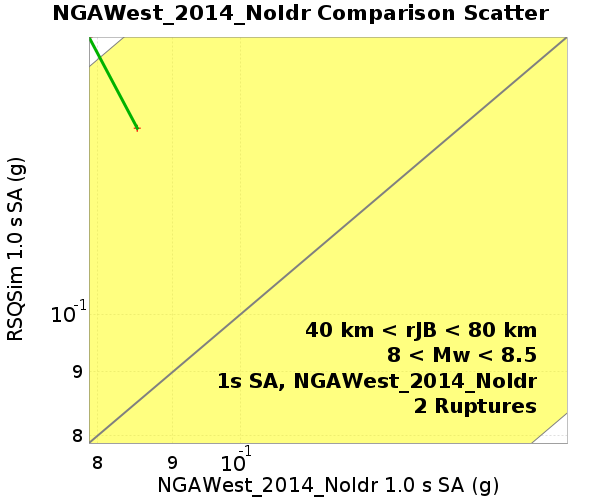 NGAWest_2014_NoIdr Comparison Scatter
RSQSim 1.0 s SA (g)
10-1
9
8
40 km < rJB < 80 km
8 < Mw < 8.5
1s SA, NGAWest_2014_NoIdr
2 Ruptures
8 9 10-1
NGAWest_2014_NoIdr 1.0 s SA (g)